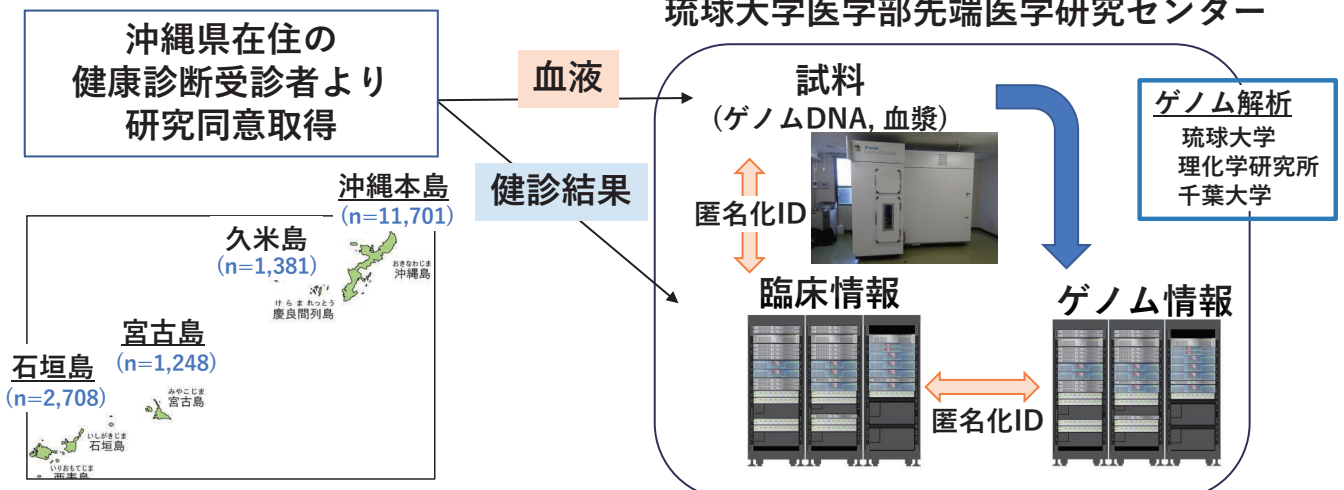 琉球大学医学部先端医学研究センター
沖縄県在住の
健康診断受診者より
研究同意取得
血液
健診結果
試料
(ゲノムDNA, 血漿)
ゲノム解析
琉球大学
理化学研究所
千葉大学
匿名化ID
臨床情報
ゲノム情報
匿名化ID
沖縄本島
(n=11,701)
久米島
(n=1,381)
おきなわじま
沖縄島
けらまれっとう
慶良間列島
宮古島
(n=1,248)
みやこじま
宮古島
石垣島
(n=2,708)
いしがきじま
石垣島
いりおもてじま
西表島